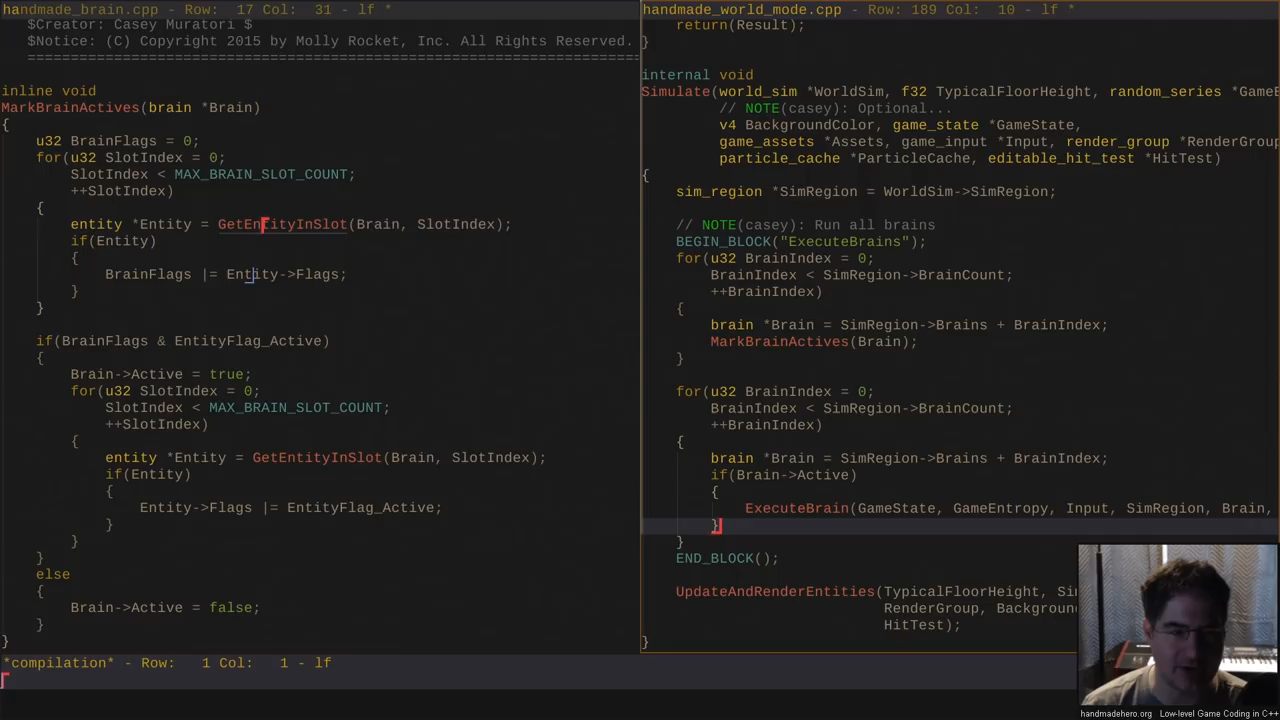 handmade_brain.cpp - Row: 17 Col: 31 - lf *
$Creator: Casey Muratori $
$Notice: (C) Copyright 2015 by Molly Rocket, Inc. All Rights Reserved.
inline void
MarkBrainActives(brain *Brain)
{
u32 BrainFlags = 0;
for(u32 SlotIndex = 0;
SlotIndex < MAX_BRAIN_SLOT_COUNT;
++SlotIndex)
{
entity *Entity = GetEntityInSlot(Brain, SlotIndex);
if(Entity)
{
BrainFlags |= Entity->Flags;
}
}
if(BrainFlags & EntityFlag_Active)
{
Brain->Active = true;
for(u32 SlotIndex = 0;
SlotIndex < MAX_BRAIN_SLOT_COUNT;
++SlotIndex)
{
entity *Entity = GetEntityInSlot(Brain, SlotIndex);
if(Entity)
{
Entity->Flags |= EntityFlag_Active;
}
}
}
else
{
Brain->Active = false;
}
}
handmade_world_mode.cpp - Row: 189 Col: 10 - lf *
return(Result);
}
internal void
Simulate(world_sim *WorldSim, f32 TypicalFloorHeight, random_series *GameE
// NOTE(casey): Optional...
v4 BackgroundColor, game_state *GameState,
game_assets *Assets, game_input *Input, render_group *RenderGroup
particle_cache *ParticleCache, editable_hit_test *HitTest)
{
sim_region *SimRegion = WorldSim->SimRegion;
// NOTE(casey): Run all brains
BEGIN_BLOCK("ExecuteBrains");
for(u32 BrainIndex = 0;
BrainIndex < SimRegion->BrainCount;
++BrainIndex)
{
brain *Brain = SimRegion->Brains + BrainIndex;
MarkBrainActives(Brain);
}
for(u32 BrainIndex = 0;
BrainIndex < SimRegion->BrainCount;
++BrainIndex)
{
brain *Brain = SimRegion->Brains + BrainIndex;
if(Brain->Active)
{
ExecuteBrain(GameState, GameEntropy, Input, SimRegion, Brain,
}
}
END_BLOCK();
UpdateAndRenderEntities(TypicalFloorHeight, Si
RenderGroup, Background
HitTest);
}
*compilation* - Row: 1 Col: 1 - lf
handmadehero.org - Low-level Game Coding in C++